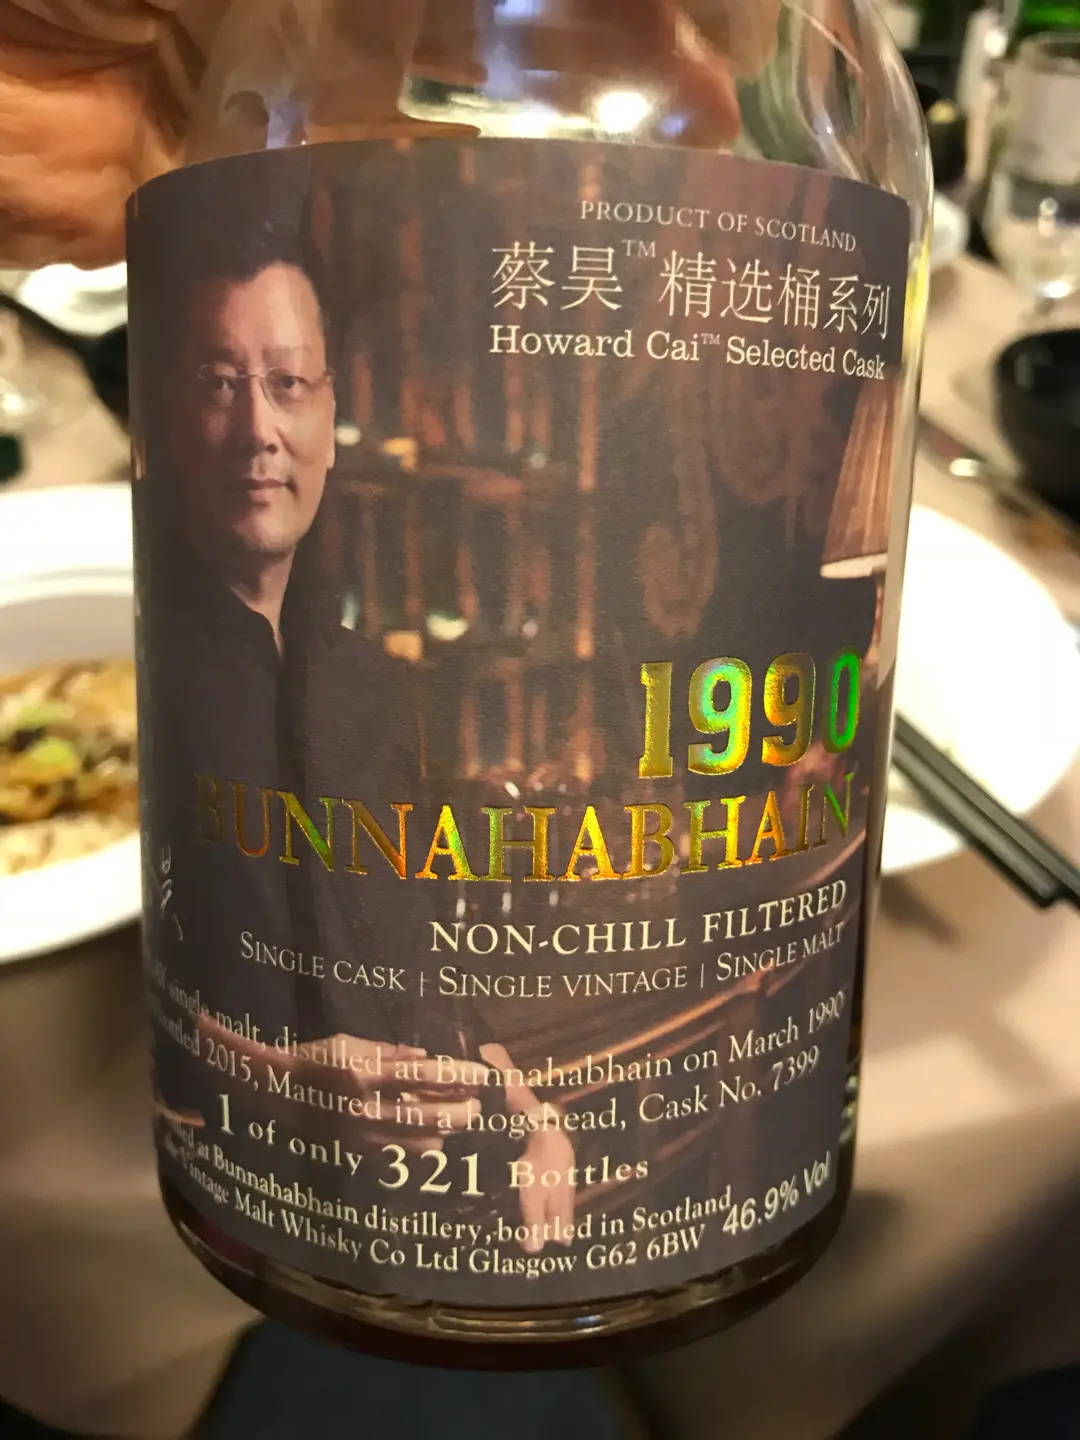 PRODUCT OF SCOTLAND
蔡昊™精选桶系列
Howard Cai™ Selected Cask
1990
BUNNAHABHAIN
NON-CHILL FILTERED
SINGLE CASK | SINGLE VINTAGE | SINGLE MALT
single malt, distilled at Bunnahabhain on March 1990
2015, Matured in a hogshead, Cask No. 7399
1 of only 321 Bottles
at Bunnahabhain distillery, bottled in Scotland
Vintage Malt Whisky Co Ltd Glasgow G62 6BW
46.9% Vol